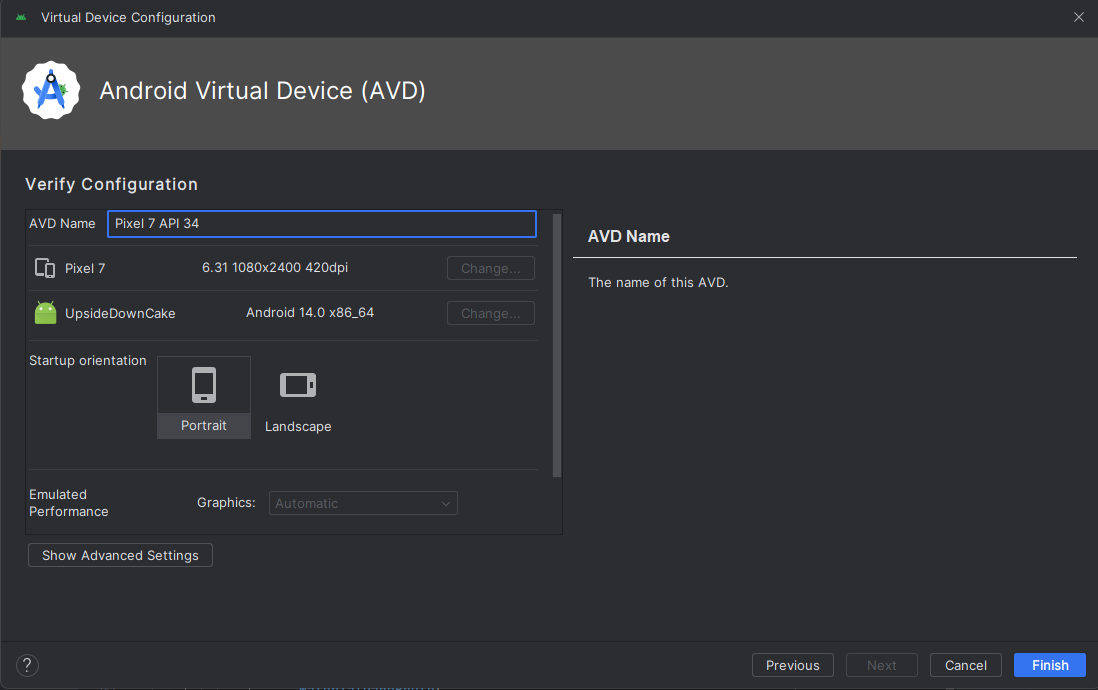 Virtual Device Configuration
Android Virtual Device (AVD)
Verify Configuration
AVD Name Pixel 7 API 34
Pixel 7 6.31 1080x2400 420dpi Change...
UpsideDownCake Android 14.0 x86_64 Change...
Startup orientation
Portrait Landscape
Emulated
Performance
Graphics: Automatic
Show Advanced Settings
AVD Name
The name of this AVD.
? Previous Next Cancel Finish